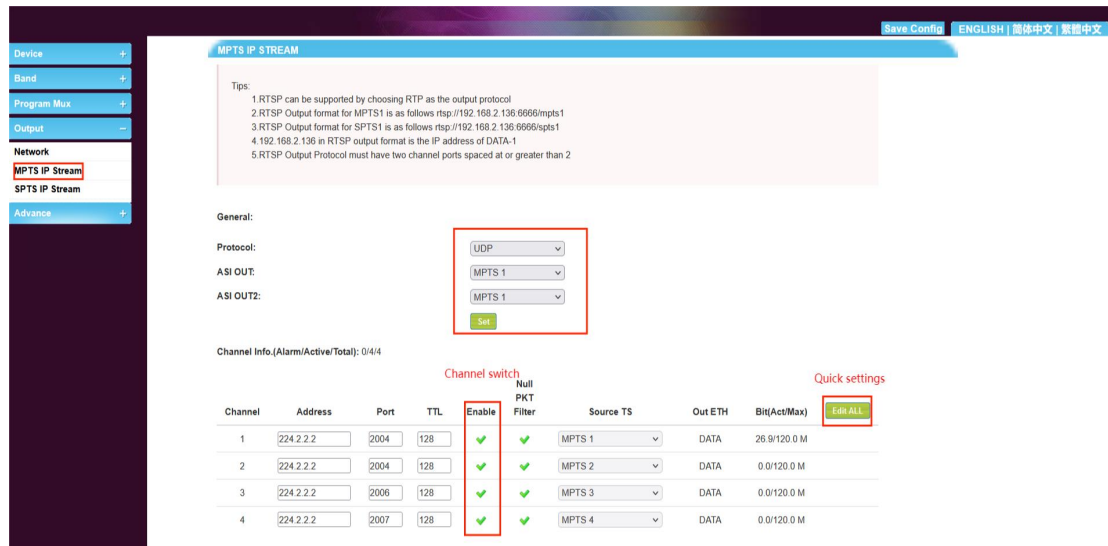 Save Config ENGLISH | 简体中文 | 繁體中文
Device +
Band +
Program Mux +
Output −
Network
MPTS IP Stream
SPTS IP Stream
Advance +
MPTS IP STREAM
Tips:
1.RTSP can be supported by choosing RTP as the output protocol
2.RTSP Output format for MPTS1 is as follows rtsp://192.168.2.136:6666/mpts1
3.RTSP Output format for SPTS1 is as follows rtsp://192.168.2.136:6666/spts1
4.192.168.2.136 in RTSP output format is the IP address of DATA-1
5.RTSP Output Protocol must have two channel ports spaced at or greater than 2
General:
Protocol: UDP
ASI OUT: MPTS 1
ASI OUT2: MPTS 1
Set
Channel Info.(Alarm/Active/Total): 0/4/4
Channel switch
Quick settings
Channel Address Port TTL Enable Null PKT Filter Source TS Out ETH Bit(Act/Max) Edit ALL
1 224.2.2.2 2004 128 MPTS 1 DATA 26.9/120.0 M
2 224.2.2.2 2004 128 MPTS 2 DATA 0.0/120.0 M
3 224.2.2.2 2006 128 MPTS 3 DATA 0.0/120.0 M
4 224.2.2.2 2007 128 MPTS 4 DATA 0.0/120.0 M